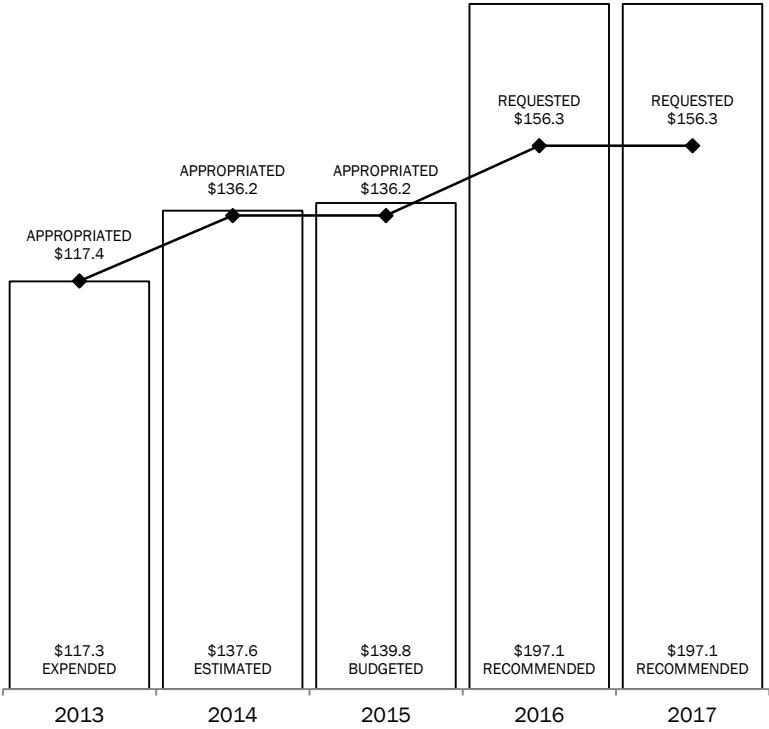 REQUESTED
$156.3
REQUESTED
$156.3
APPROPRIATED
$136.2
APPROPRIATED
$136.2
APPROPRIATED
$117.4
$117.3
EXPENDED
$137.6
ESTIMATED
$139.8
BUDGETED
$197.1
RECOMMENDED
$197.1
RECOMMENDED
2013
2014
2015
2016
2017